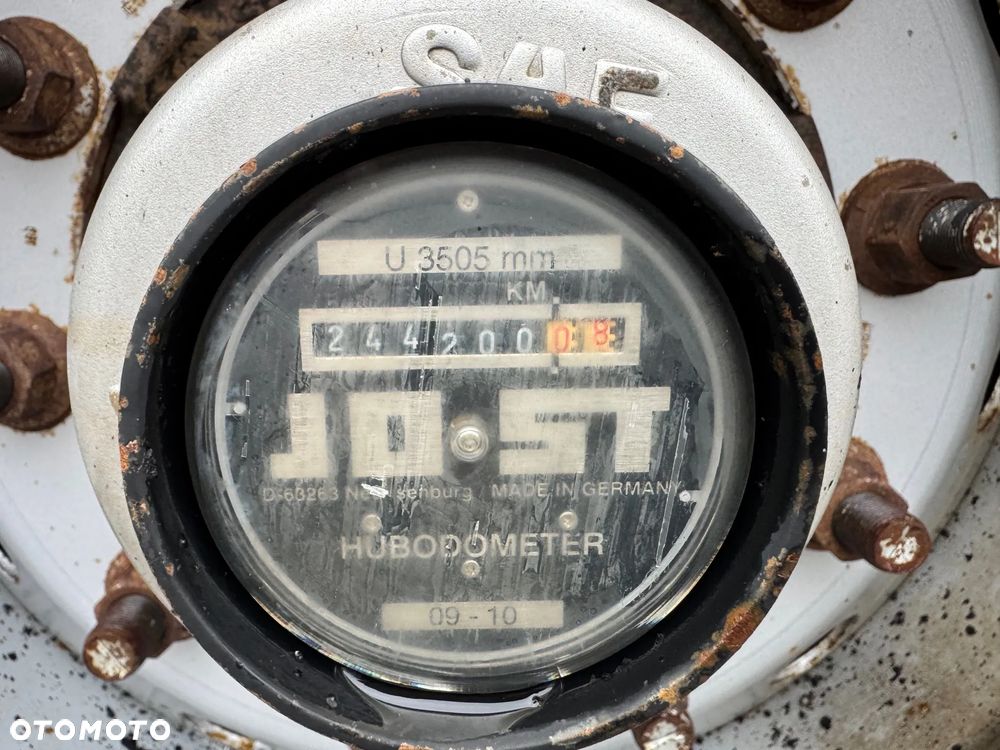 SAF
U 3505 mm
KM
24420008
JOST
MADE IN GERMANY
HUBODOMETER
09 - 10
OTOMOTO